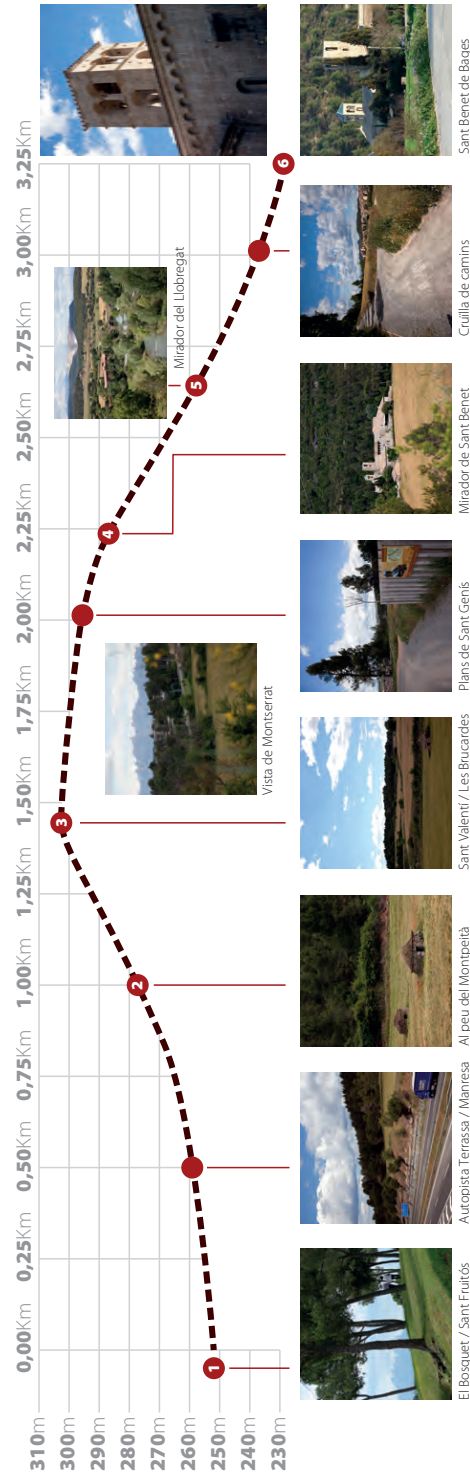 0,00Km
0,25Km
0,50Km
0,75Km
1,00Km
1,25Km
1,50Km
1,75Km
2,00Km
2,25Km
2,50Km
2,75Km
3,00Km
3,25Km
310m
300m
290m
280m
270m
260m
250m
240m
230m
1
2
3
4
5
6
Vista de Montserrat
Mirador del Llobregat
El Bosquet / Sant Fruitós
Autopista Terrassa / Manresa
Al peu del Montpeità
Sant Valentí / Les Brucardes
Plans de Sant Genís
Mirador de Sant Benet
Cruïlla de camins
Sant Benet de Bages